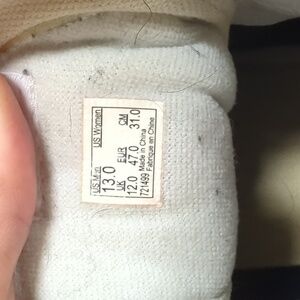 US Men US Women
13.0
UK EUR CM
12.0 47.0 31.0
721499 Made in China
Fabriqué en Chine